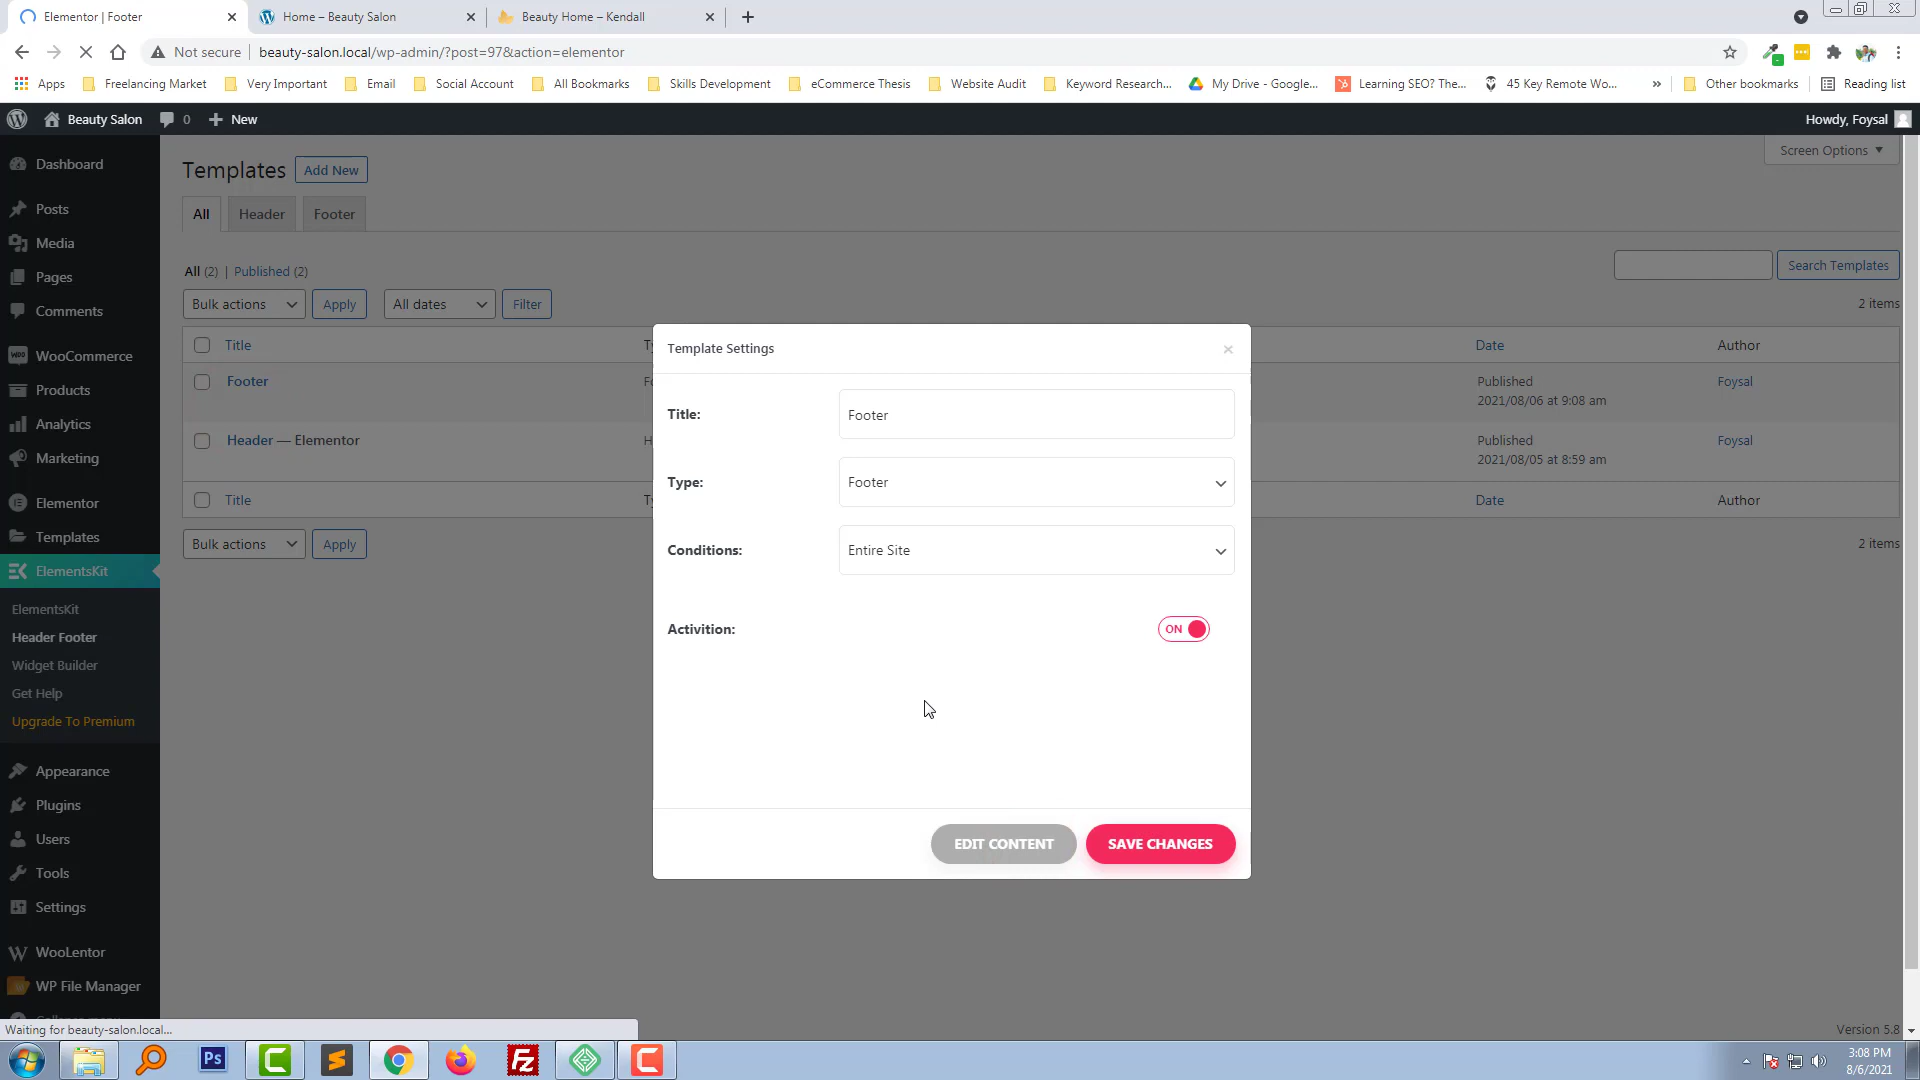 Elementor | Footer
Home – Beauty Salon
Beauty Home – Kendall
Not secure
beauty-salon.local/wp-admin/?post=97&action=elementor
Apps
Freelancing Market
Very Important
Email
Social Account
All Bookmarks
Skills Development
eCommerce Thesis
Website Audit
Keyword Research...
My Drive - Google...
Learning SEO? The...
45 Key Remote Wo...
»
Other bookmarks
Reading list
Beauty Salon
0
New
Howdy, Foysal
Dashboard
Posts
Media
Pages
Comments
WooCommerce
Products
Analytics
Marketing
Elementor
Templates
ElementsKit
ElementsKit
Header Footer
Widget Builder
Get Help
Upgrade To Premium
Appearance
Plugins
Users
Tools
Settings
WooLentor
WP File Manager
Templates
Add New
Screen Options
All
Header
Footer
All (2) | Published (2)
Search Templates
Bulk actions
Apply
All dates
Filter
2 items
Title
Date
Author
Footer
Published
2021/08/06 at 9:08 am
Foysal
Header — Elementor
Published
2021/08/05 at 8:59 am
Foysal
Title
Date
Author
Bulk actions
Apply
2 items
Template Settings
×
Title:
Footer
Type:
Footer
Conditions:
Entire Site
Activition:
ON
EDIT CONTENT
SAVE CHANGES
Waiting for beauty-salon.local...
Version 5.8
Ps
Fz
3:08 PM
8/6/2021